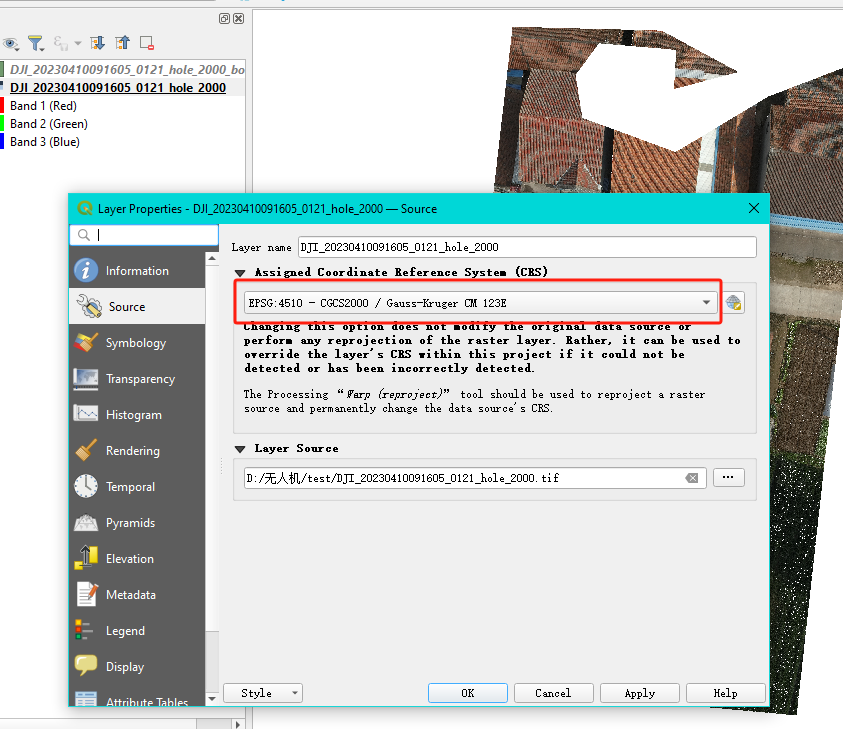 DJI_20230410091605_0121_hole_2000_bo
DJI_20230410091605_0121_hole_2000
Band 1 (Red)
Band 2 (Green)
Band 3 (Blue)
Layer Properties - DJI_20230410091605_0121_hole_2000 — Source
Information
Source
Symbology
Transparency
Histogram
Rendering
Temporal
Pyramids
Elevation
Metadata
Legend
Display
Attribute Tables
Layer name DJI_20230410091605_0121_hole_2000
Assigned Coordinate Reference System (CRS)
EPSG:4510 - CGCS2000 / Gauss-Kruger CM 123E
Changing this option does not modify the original data source or
perform any reprojection of the raster layer. Rather, it can be used to
override the layer's CRS within this project if it could not be
detected or has been incorrectly detected.
The Processing “Warp (reproject)” tool should be used to reproject a raster
source and permanently change the data source's CRS.
Layer Source
D:/无人机/test/DJI_20230410091605_0121_hole_2000.tif
...
Style
OK
Cancel
Apply
Help